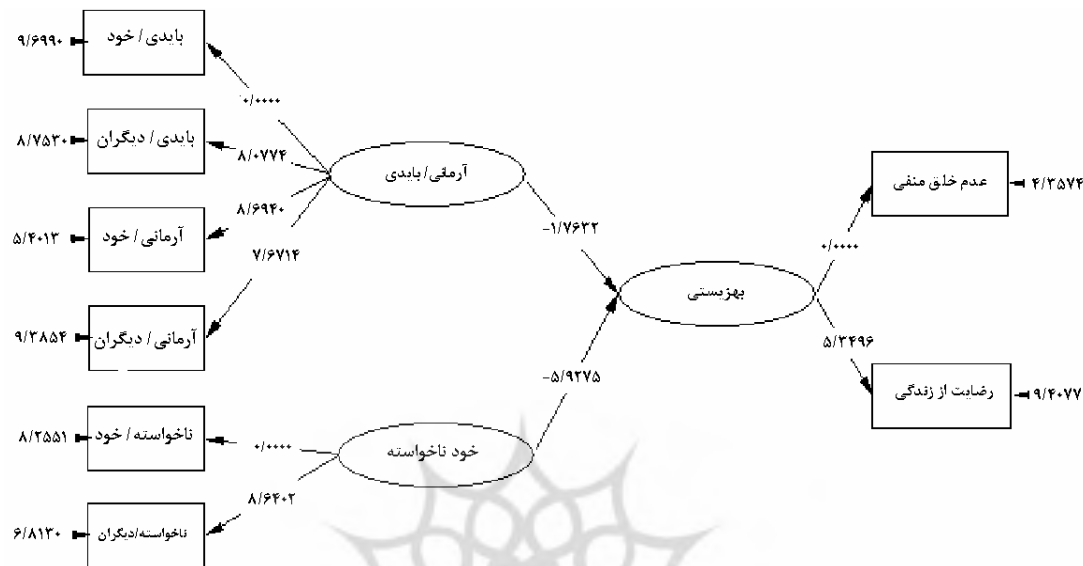 بایدی / خود
۹/۶۹۹۰
۰/۰۰۰۰
بایدی / دیگران
۸/۷۵۳۰
۸/۰۷۷۴
آرمانی / بایدی
عدم خلق منفی
۴/۳۵۷۴
آرمانی / خود
۵/۴۰۱۳
۸/۶۹۴۰
-۱/۷۶۳۲
۰/۰۰۰۰
۷/۶۷۱۴
بهزیستی
آرمانی / دیگران
۹/۳۸۵۴
۵/۳۴۹۶
-۵/۹۲۷۵
رضایت از زندگی
۹/۴۰۷۷
ناخواسته / خود
۸/۲۵۵۱
۰/۰۰۰۰
خود ناخواسته
۸/۶۴۰۲
ناخواسته/دیگران
۶/۸۱۳۰